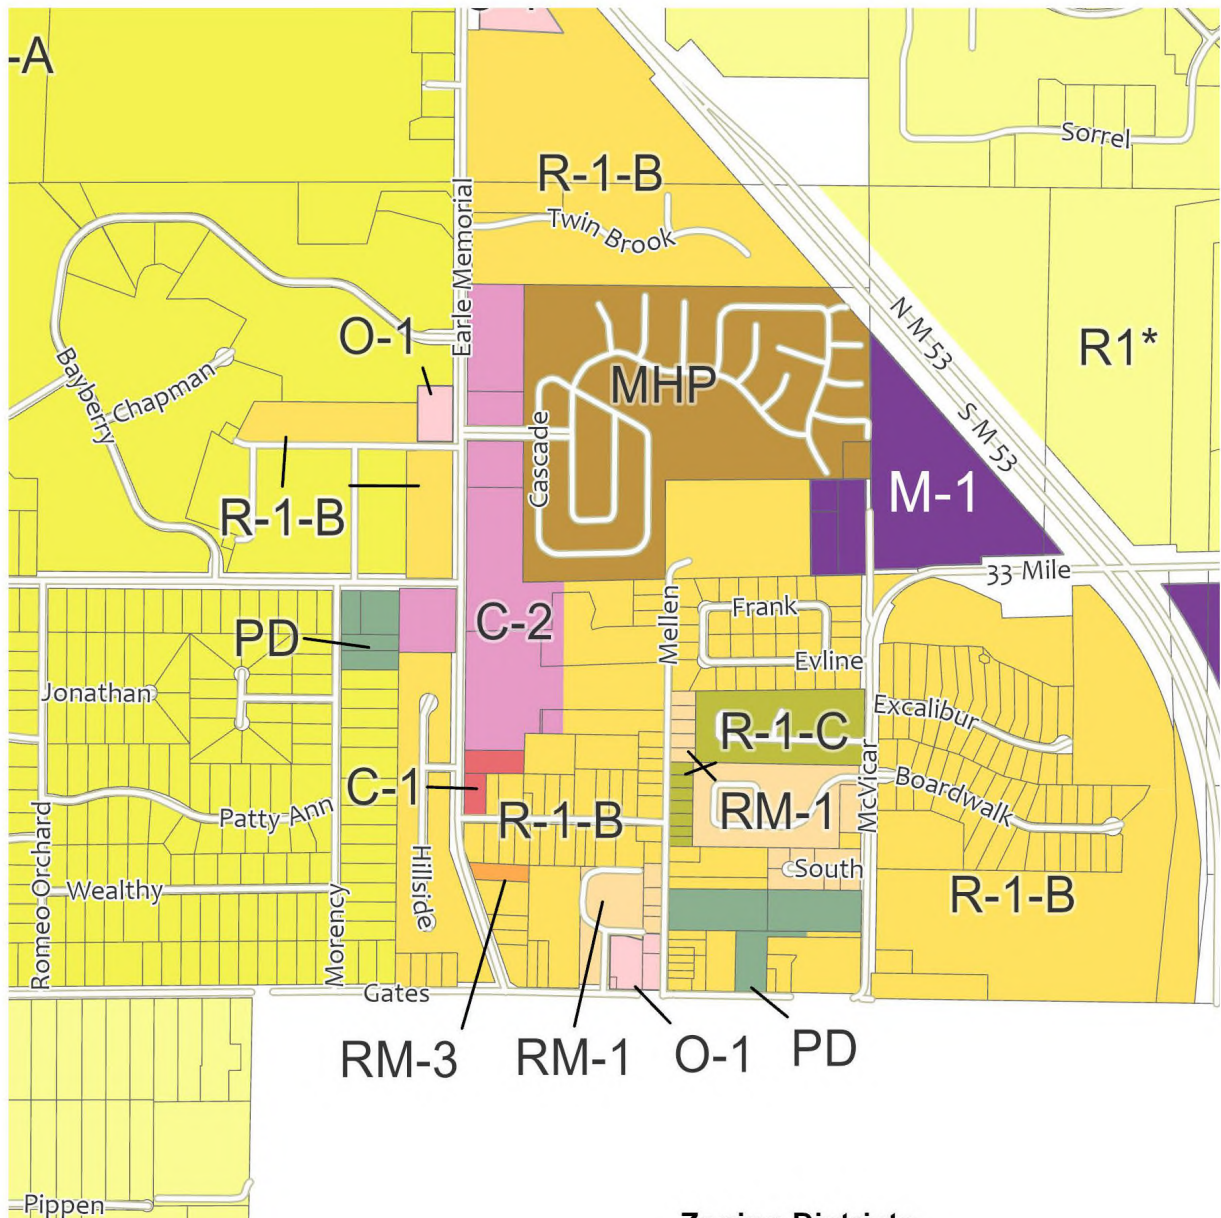 -A
Sorrel
R-1-B
Earle Memorial
Twin Brook
N M 53
O-1
R1*
Bayberry
Chapman
MHP
S M 53
Cascade
M-1
R-1-B
33 Mile
Frank
C-2
Mellen
PD
Evline
Jonathan
Excalibur
R-1-C
McVicar
C-1
Boardwalk
Patty Ann
R-1-B
RM-1
Romeo Orchard
Wealthy
Hillside
South
R-1-B
Morency
Gates
RM-3
RM-1
O-1
PD
Pippen